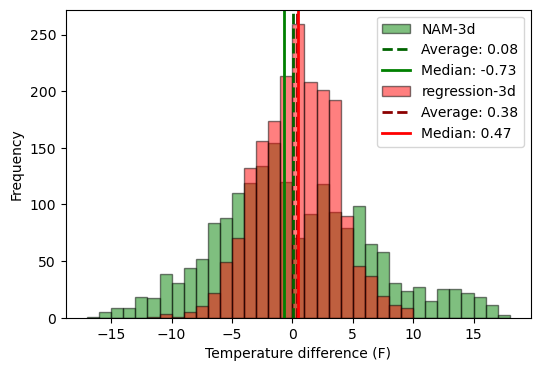 NAM-3d
Average: 0.08
Median: -0.73
regression-3d
Average: 0.38
Median: 0.47
250
200
150
100
50
0
Frequency
−15
−10
−5
0
5
10
15
Temperature difference (F)